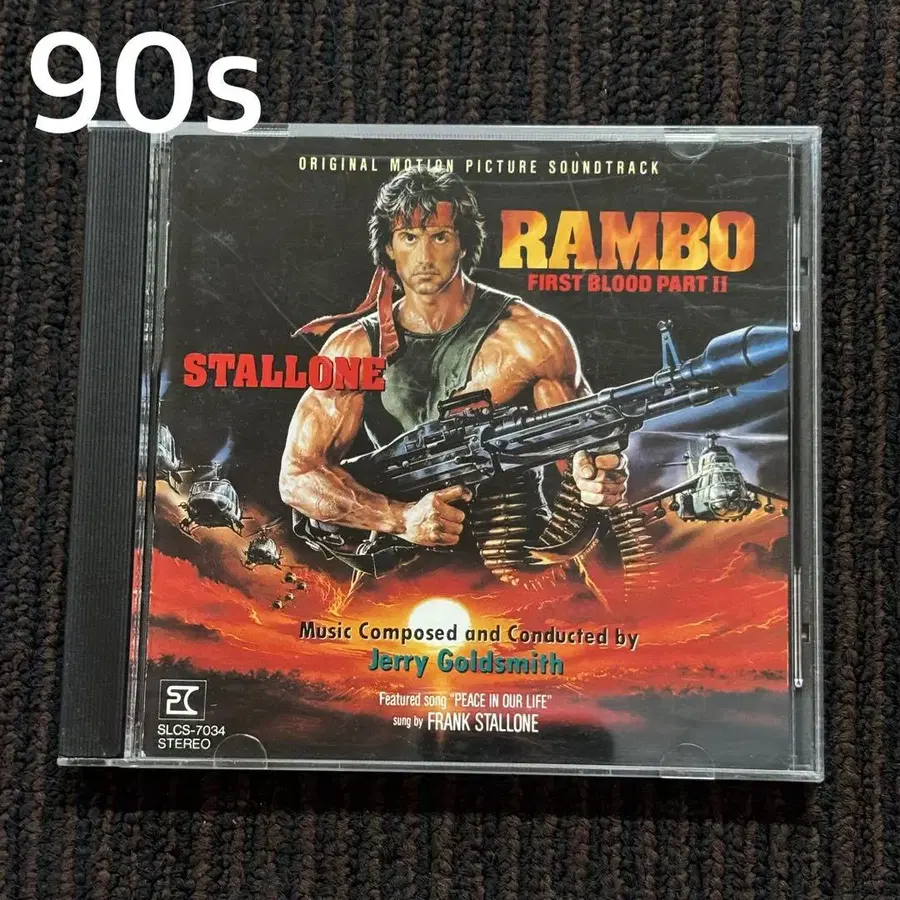 90s
ORIGINAL MOTION PICTURE SOUNDTRACK
RAMBO
FIRST BLOOD PART II
STALLONE
Music Composed and Conducted by
Jerry Goldsmith
Featured song "PEACE IN OUR LIFE"
sung by FRANK STALLONE
SLCS-7034
STEREO